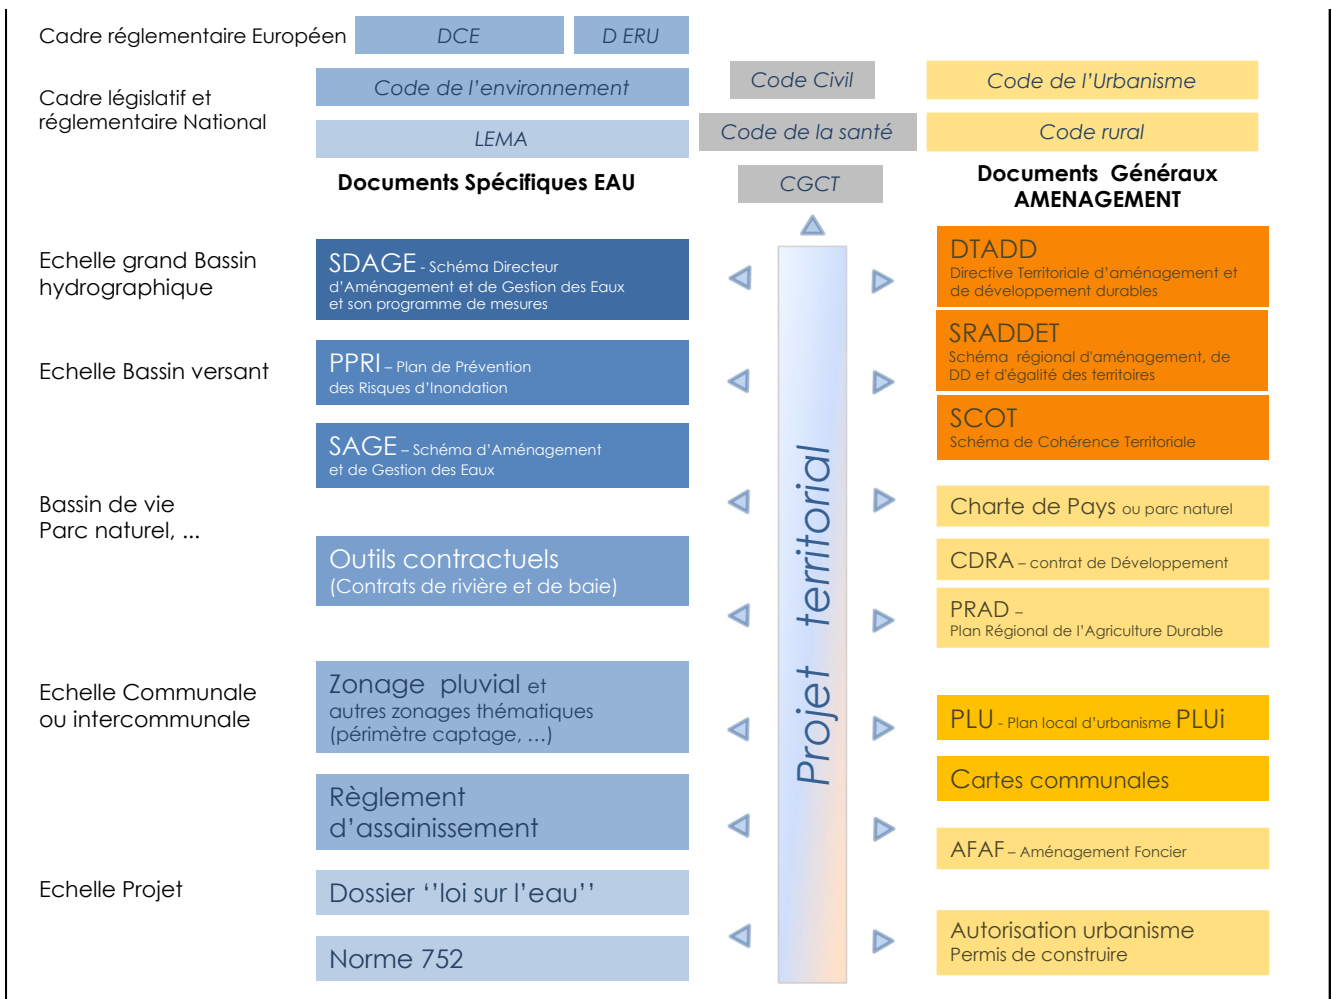 Cadre réglementaire Européen
DCE
D ERU
Cadre législatif et
réglementaire National
Code de l'environnement
LEMA
Code Civil
Code de la santé
CGCT
Code de l'Urbanisme
Code rural
Documents Spécifiques EAU
Documents Généraux
AMENAGEMENT
Echelle grand Bassin
hydrographique
SDAGE - Schéma Directeur
d'Aménagement et de Gestion des Eaux
et son programme de mesures
DTADD
Directive Territoriale d'aménagement et
de développement durables
Echelle Bassin versant
PPRI – Plan de Prévention
des Risques d'Inondation
SRADDET
Schéma régional d'aménagement, de
DD et d'égalité des territoires
SAGE – Schéma d'Aménagement
et de Gestion des Eaux
SCOT
Schéma de Cohérence Territoriale
Projet territorial
Bassin de vie
Parc naturel, ...
Outils contractuels
(Contrats de rivière et de baie)
Charte de Pays ou parc naturel
CDRA – contrat de Développement
PRAD –
Plan Régional de l'Agriculture Durable
Echelle Communale
ou intercommunale
Zonage pluvial et
autres zonages thématiques
(périmètre captage, ...)
PLU - Plan local d'urbanisme PLUi
Cartes communales
Règlement
d'assainissement
AFAF – Aménagement Foncier
Echelle Projet
Dossier ''loi sur l'eau''
Norme 752
Autorisation urbanisme
Permis de construire